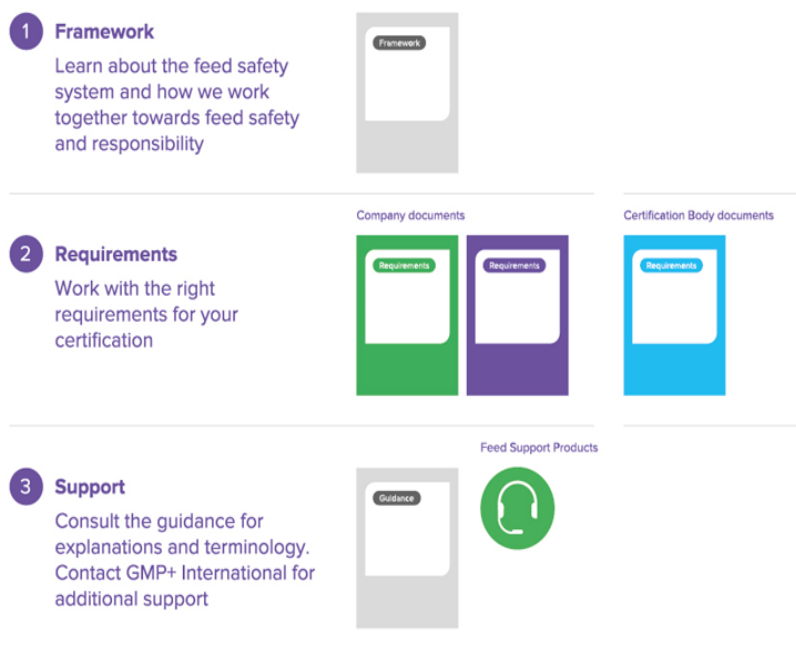 1 Framework
Learn about the feed safety
system and how we work
together towards feed safety
and responsibility
Framework
Company documents
Certification Body documents
2 Requirements
Work with the right
requirements for your
certification
Requirements
Requirements
Requirements
Feed Support Products
3 Support
Consult the guidance for
explanations and terminology.
Contact GMP+ International for
additional support
Guidance